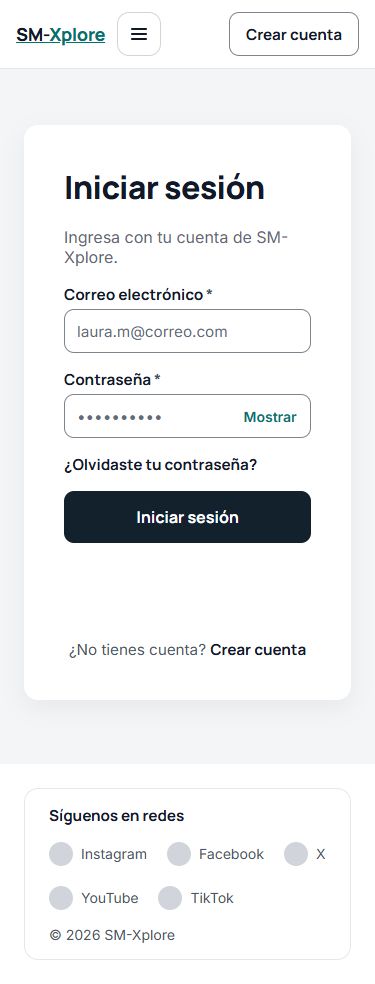 SM-Xplore
Crear cuenta
Iniciar sesión
Ingresa con tu cuenta de SM-
Xplore.
Correo electrónico *
laura.m@correo.com
Contraseña *
••••••••••
Mostrar
¿Olvidaste tu contraseña?
Iniciar sesión
¿No tienes cuenta? Crear cuenta
Síguenos en redes
Instagram
Facebook
X
YouTube
TikTok
© 2026 SM-Xplore